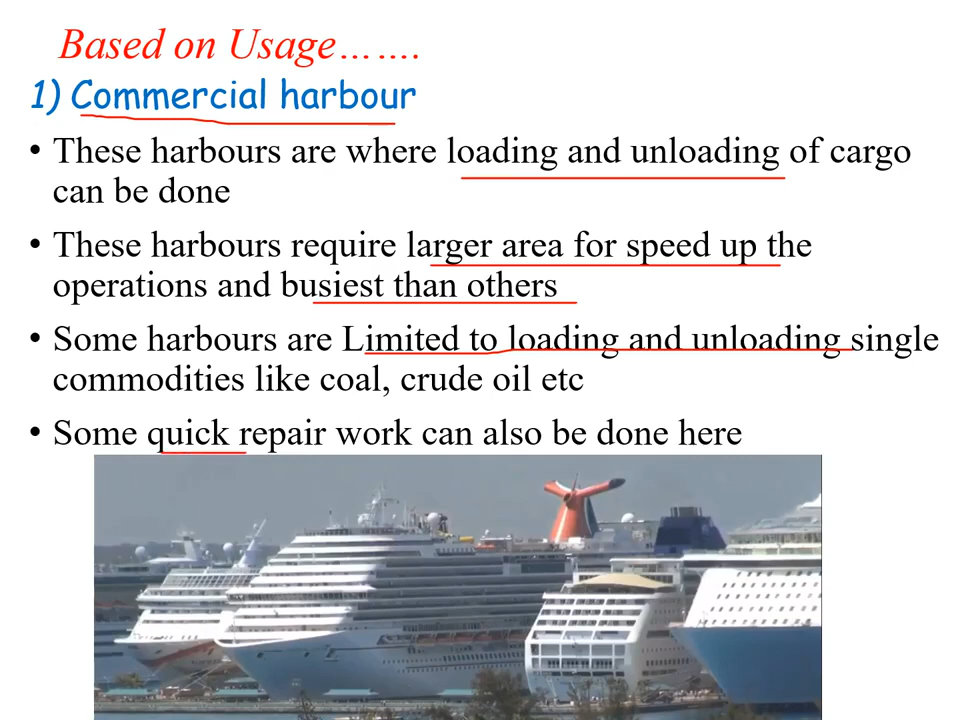 Based on Usage…….
1) Commercial harbour
• These harbours are where loading and unloading of cargo
can be done
• These harbours require larger area for speed up the
operations and busiest than others
• Some harbours are Limited to loading and unloading single
commodities like coal, crude oil etc
• Some quick repair work can also be done here